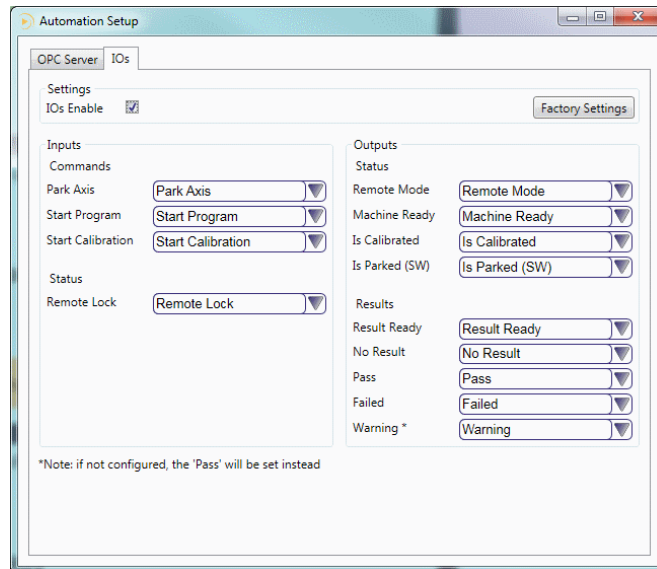 Automation Setup
OPC Server IOs
Settings
IOs Enable
Factory Settings
Inputs
Commands
Park Axis Park Axis
Start Program Start Program
Start Calibration Start Calibration
Status
Remote Lock Remote Lock
Outputs
Status
Remote Mode Remote Mode
Machine Ready Machine Ready
Is Calibrated Is Calibrated
Is Parked (SW) Is Parked (SW)
Results
Result Ready Result Ready
No Result No Result
Pass Pass
Failed Failed
Warning * Warning
*Note: if not configured, the 'Pass' will be set instead